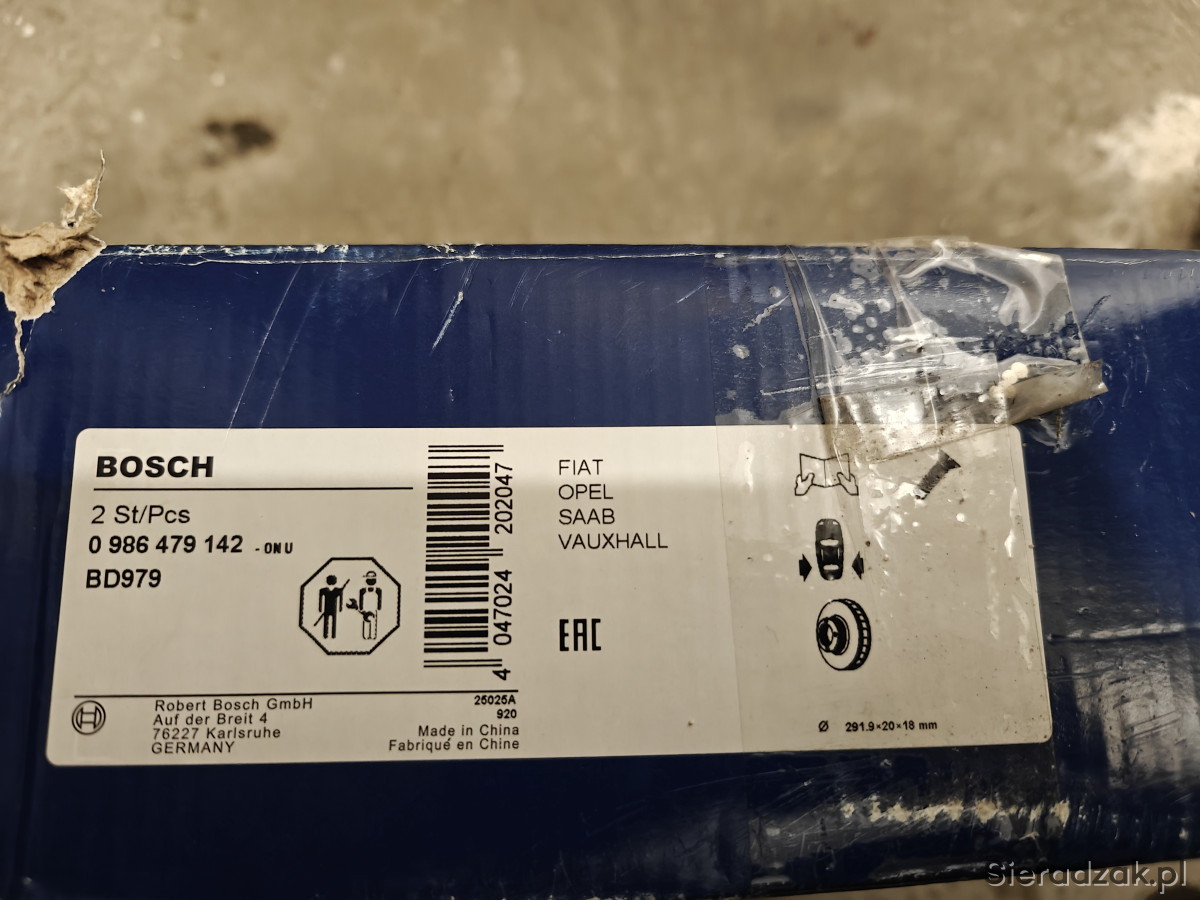 BOSCH
2 St/Pcs
0 986 479 142 - ONU
BD979
4 047024 202047
FIAT
OPEL
SAAB
VAUXHALL
EAC
Robert Bosch GmbH
Auf der Breit 4
76227 Karlsruhe
GERMANY
25025A
920
Made in China
Fabriqué en Chine
Ø 291.9×20×18 mm
Sieradzak.pl